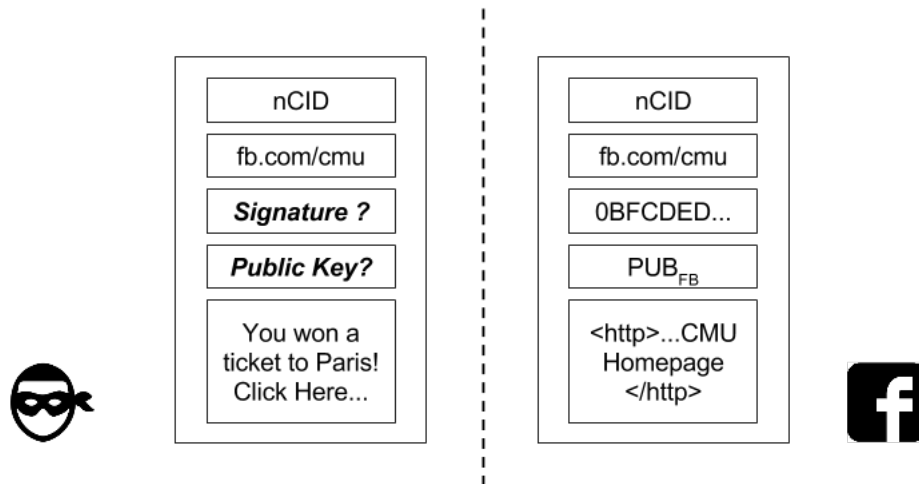 nCID
fb.com/cmu
Signature ?
Public Key?
You won a
ticket to Paris!
Click Here...
nCID
fb.com/cmu
0BFCDED...
PUBFB
<http>...CMU
Homepage
</http>